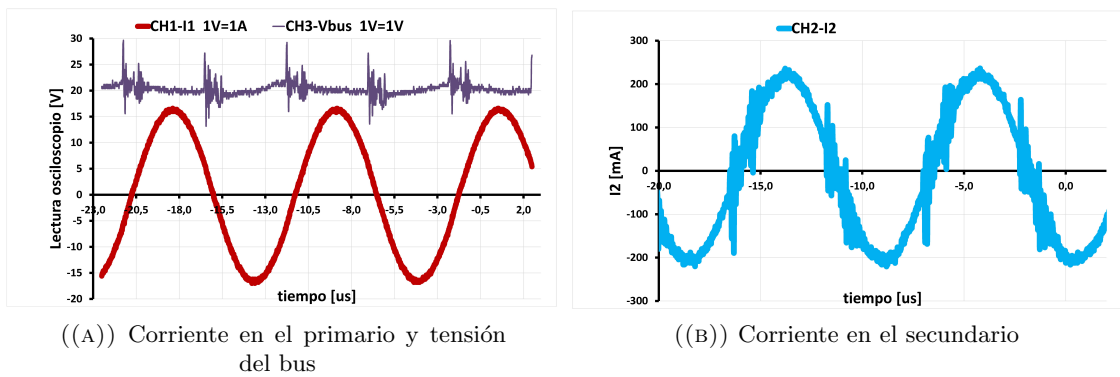 CH1-I1 1V=1A CH3-Vbus 1V=1V
Lectura osciloscopio [V]
30
25
20
15
10
5
0
-5
-10
-15
-20
-23,0 -20,5 -18,0 -15,5 -13,0 -10,5 -8,0 -5,5 -3,0 -0,5 2,0
tiempo [us]
((A)) Corriente en el primario y tensión
del bus
CH2-I2
I2 [mA]
300
200
100
0
-100
-200
-300
-20,0 -15,0 -10,0 -5,0 0,0
tiempo [us]
((B)) Corriente en el secundario